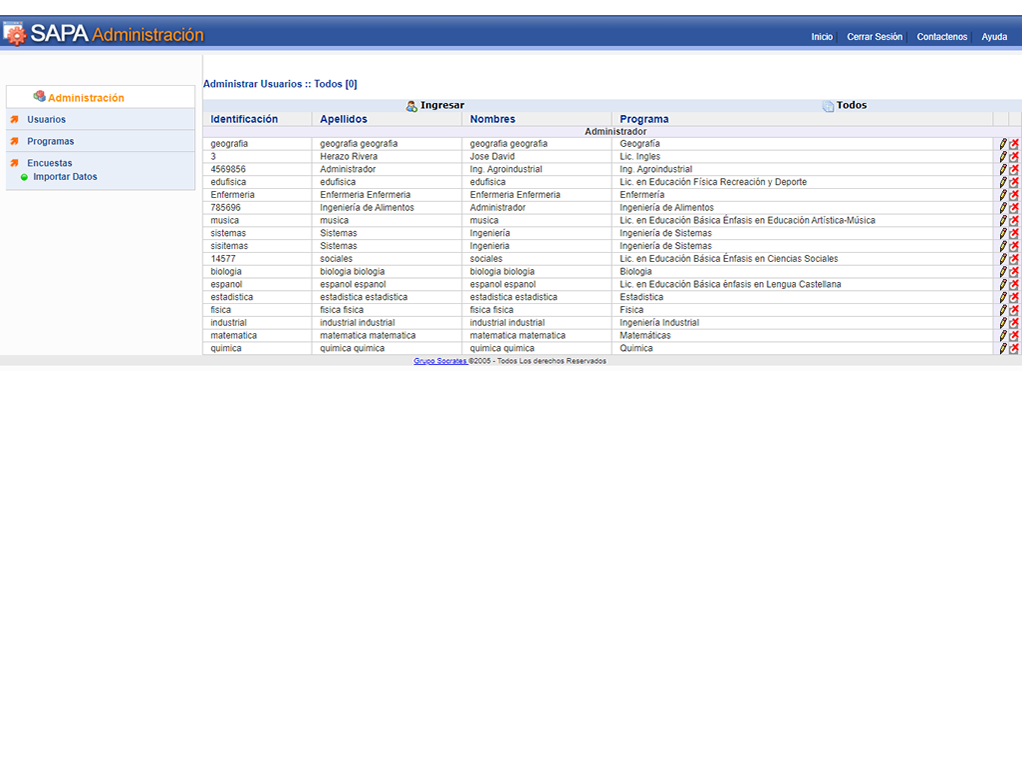 SAPA Administración
Inicio Cerrar Sesión Contactenos Ayuda
Administración
Usuarios
Programas
Encuestas
Importar Datos
Administrar Usuarios :: Todos [0]
Ingresar Todos
Identificación Apellidos Nombres Programa
Administrador
geografia geografia geografia geografia geografia Geografía
3 Herazo Rivera Jose David Lic. Ingles
4569856 Administrador Ing. Agroindustrial Ing. Agroindustrial
edufisica edufisica edufisica Lic. en Educación Física Recreación y Deporte
Enfermeria Enfermeria Enfermeria Enfermeria Enfermeria Enfermería
785696 Ingeniería de Alimentos Administrador Ingeniería de Alimentos
musica musica musica Lic. en Educación Básica Énfasis en Educación Artística-Música
sistemas Sistemas Ingeniería Ingeniería de Sistemas
sisitemas Sistemas Ingenieria Ingeniería de Sistemas
14577 sociales sociales Lic. en Educación Básica Énfasis en Ciencias Sociales
biologia biologia biologia biologia biologia Biologia
espanol espanol espanol espanol espanol Lic. en Educación Básica énfasis en Lengua Castellana
estadistica estadistica estadistica estadistica estadistica Estadistica
fisica fisica fisica fisica fisica Fisica
industrial industrial industrial industrial industrial Ingeniería Industrial
matematica matematica matematica matematica matematica Matemáticas
quimica quimica quimica quimica quimica Quimica
Grupo Socrates ©2005 - Todos Los derechos Reservados